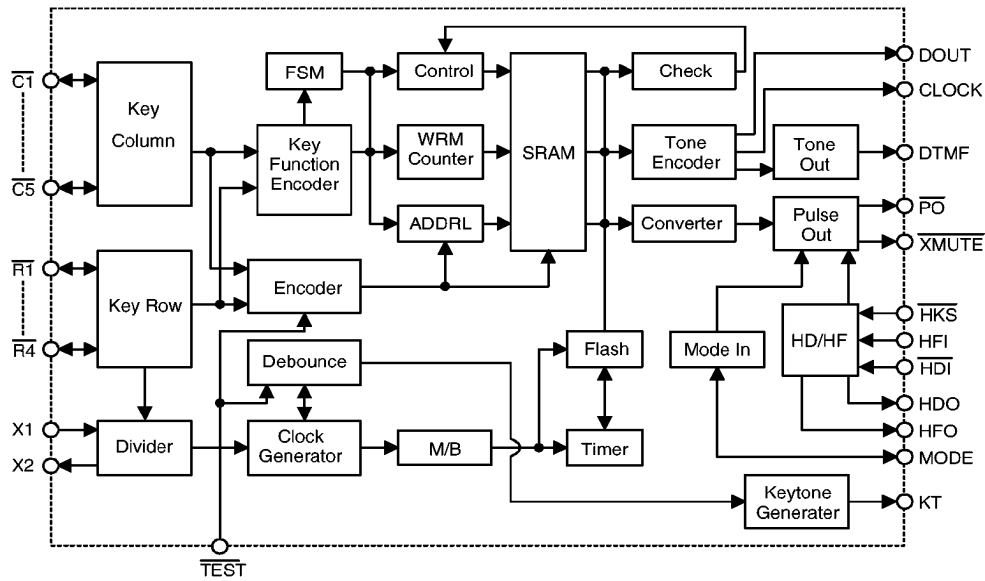 C1
C5
R1
R4
X1
X2
TEST
Key
Column
Key Row
Divider
FSM
Key
Function
Encoder
Encoder
Debounce
Clock
Generator
Control
WRM
Counter
ADDRL
M/B
SRAM
Flash
Timer
Check
Tone
Encoder
Converter
Mode In
Tone
Out
Pulse
Out
HD/HF
Keytone
Generater
DOUT
CLOCK
DTMF
PO
XMUTE
HKS
HFI
HDI
HDO
HFO
MODE
KT